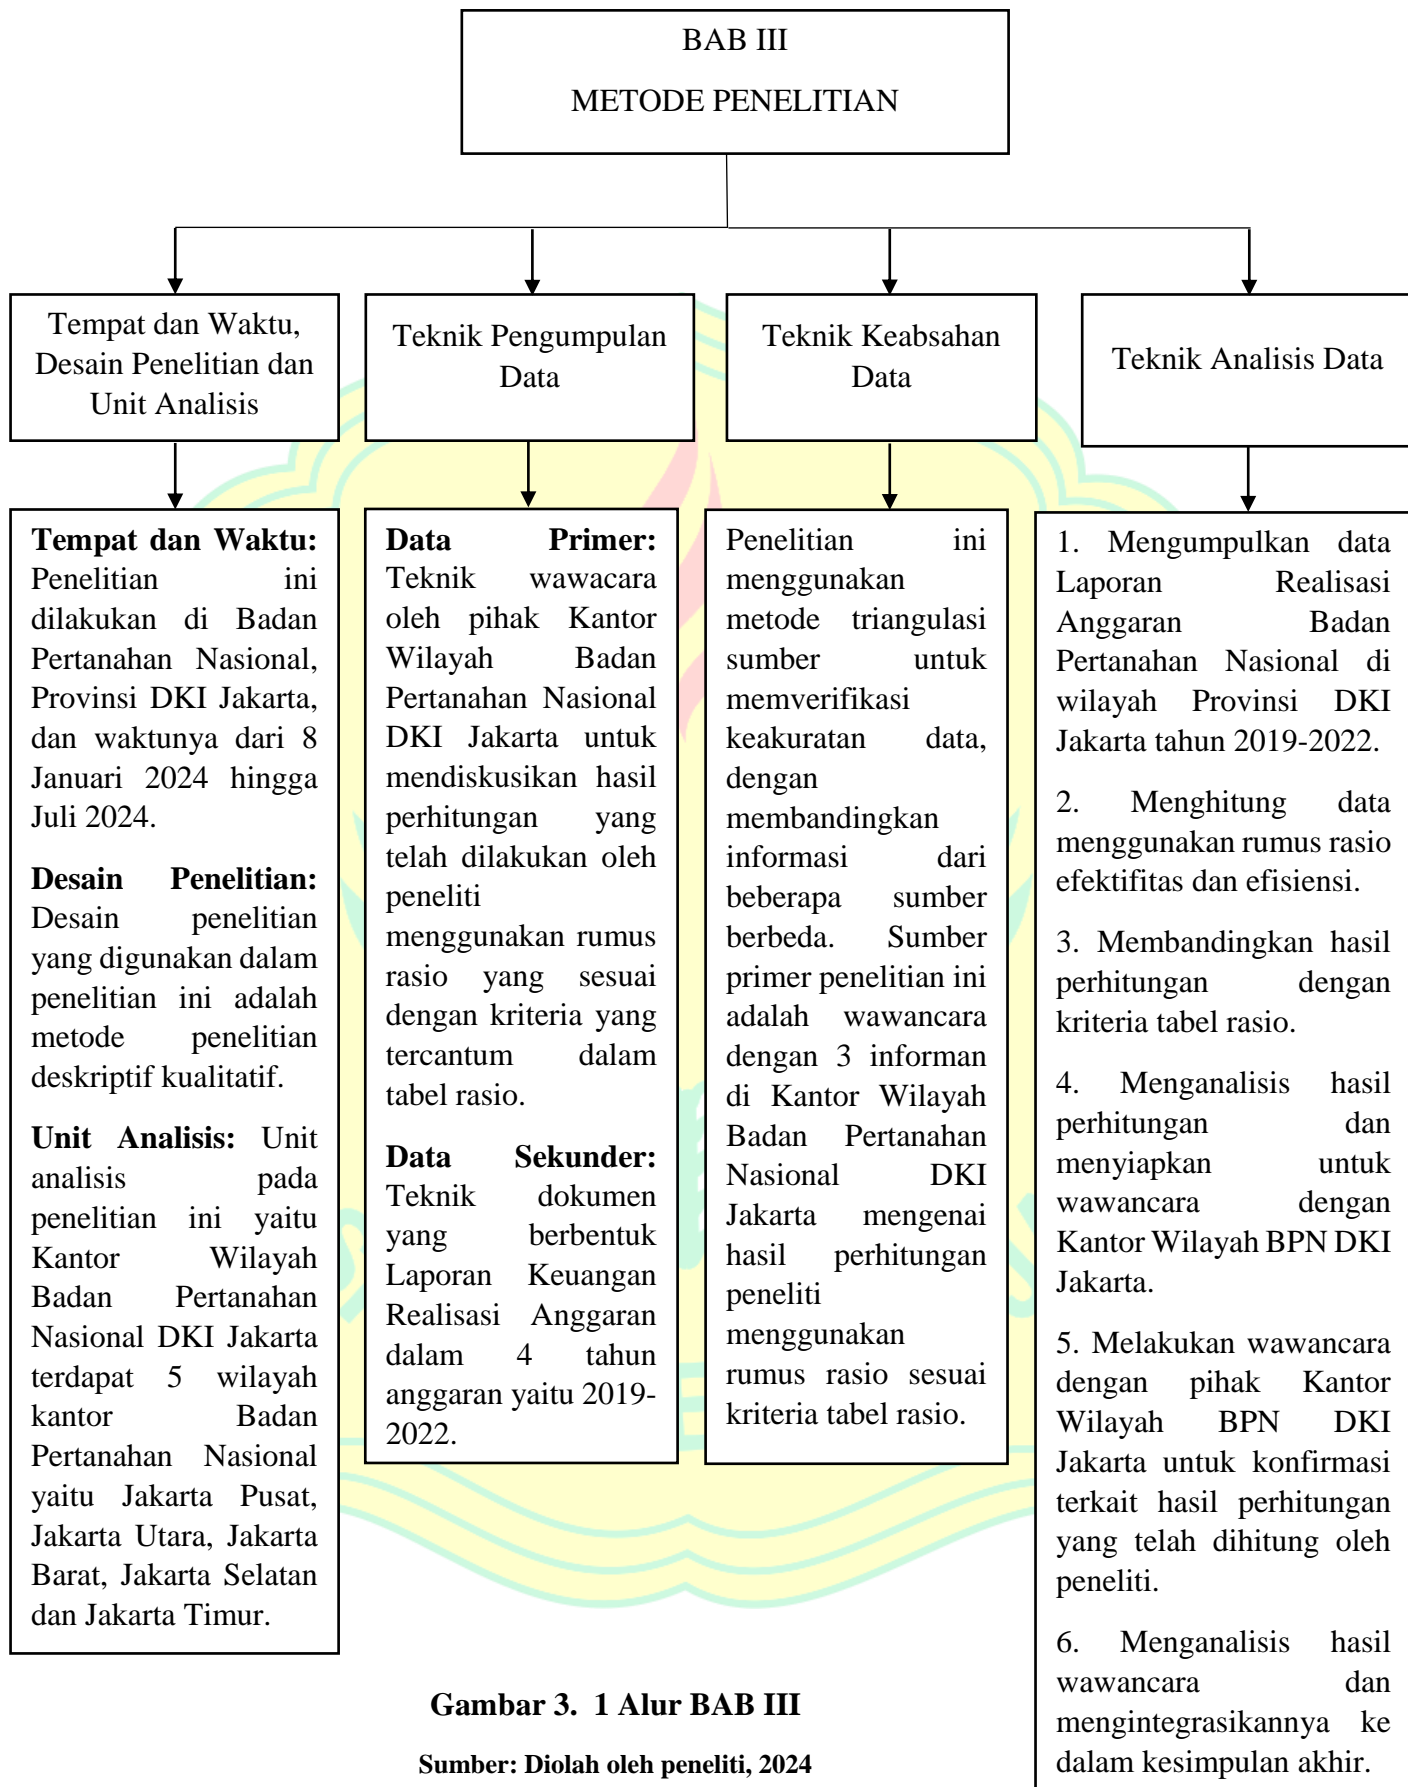 BAB III
METODE PENELITIAN
Tempat dan Waktu,
Desain Penelitian dan
Unit Analisis
Teknik Pengumpulan
Data
Teknik Keabsahan
Data
Teknik Analisis Data
Tempat dan Waktu:
Penelitian ini
dilakukan di Badan
Pertanahan Nasional,
Provinsi DKI Jakarta,
dan waktunya dari 8
Januari 2024 hingga
Juli 2024.
Desain Penelitian:
Desain penelitian
yang digunakan dalam
penelitian ini adalah
metode penelitian
deskriptif kualitatif.
Unit Analisis: Unit
analisis pada
penelitian ini yaitu
Kantor Wilayah
Badan Pertanahan
Nasional DKI Jakarta
terdapat 5 wilayah
kantor Badan
Pertanahan Nasional
yaitu Jakarta Pusat,
Jakarta Utara, Jakarta
Barat, Jakarta Selatan
dan Jakarta Timur.
Data Primer:
Teknik wawacara
oleh pihak Kantor
Wilayah Badan
Pertanahan Nasional
DKI Jakarta untuk
mendiskusikan hasil
perhitungan yang
telah dilakukan oleh
peneliti
menggunakan rumus
rasio yang sesuai
dengan kriteria yang
tercantum dalam
tabel rasio.
Data Sekunder:
Teknik dokumen
yang berbentuk
Laporan Keuangan
Realisasi Anggaran
dalam 4 tahun
anggaran yaitu 2019-
2022.
Penelitian ini
menggunakan
metode triangulasi
sumber untuk
memverifikasi
keakuratan data,
dengan
membandingkan
informasi dari
beberapa sumber
berbeda. Sumber
primer penelitian ini
adalah wawancara
dengan 3 informan
di Kantor Wilayah
Badan Pertanahan
Nasional DKI
Jakarta mengenai
hasil perhitungan
peneliti
menggunakan
rumus rasio sesuai
kriteria tabel rasio.
1. Mengumpulkan data
Laporan Realisasi
Anggaran Badan
Pertanahan Nasional di
wilayah Provinsi DKI
Jakarta tahun 2019-2022.
2. Menghitung data
menggunakan rumus rasio
efektifitas dan efisiensi.
3. Membandingkan hasil
perhitungan dengan
kriteria tabel rasio.
4. Menganalisis hasil
perhitungan dan
menyiapkan untuk
wawancara dengan
Kantor Wilayah BPN DKI
Jakarta.
5. Melakukan wawancara
dengan pihak Kantor
Wilayah BPN DKI
Jakarta untuk konfirmasi
terkait hasil perhitungan
yang telah dihitung oleh
peneliti.
6. Menganalisis hasil
wawancara dan
mengintegrasikannya ke
dalam kesimpulan akhir.
Gambar 3. 1 Alur BAB III
Sumber: Diolah oleh peneliti, 2024